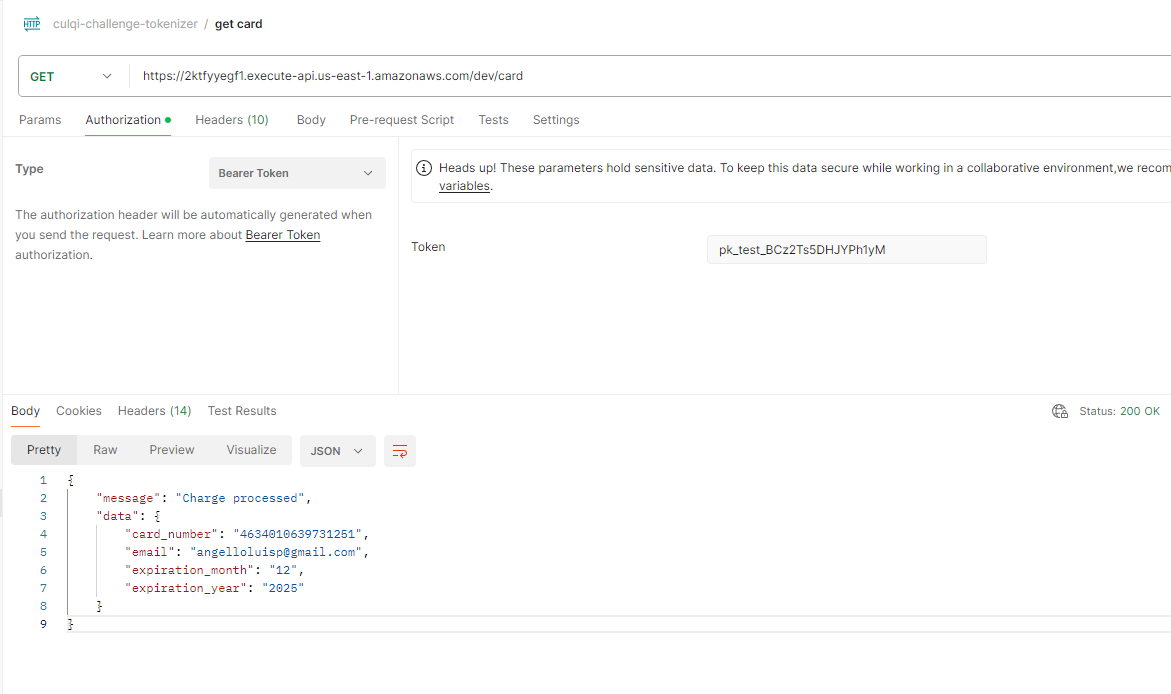 HTTP culqi-challenge-tokenizer / get card
GET https://2ktfyyegf1.execute-api.us-east-1.amazonaws.com/dev/card
Params Authorization Headers (10) Body Pre-request Script Tests Settings
Type Bearer Token
The authorization header will be automatically generated when
you send the request. Learn more about Bearer Token
authorization.
Heads up! These parameters hold sensitive data. To keep this data secure while working in a collaborative environment,we recom
variables.
Token pk_test_BCz2Ts5DHJYPh1yM
Body Cookies Headers (14) Test Results Status: 200 OK
Pretty Raw Preview Visualize JSON
1 {
2 "message": "Charge processed",
3 "data": {
4 "card_number": "4634010639731251",
5 "email": "angelloluisp@gmail.com",
6 "expiration_month": "12",
7 "expiration_year": "2025"
8 }
9 }